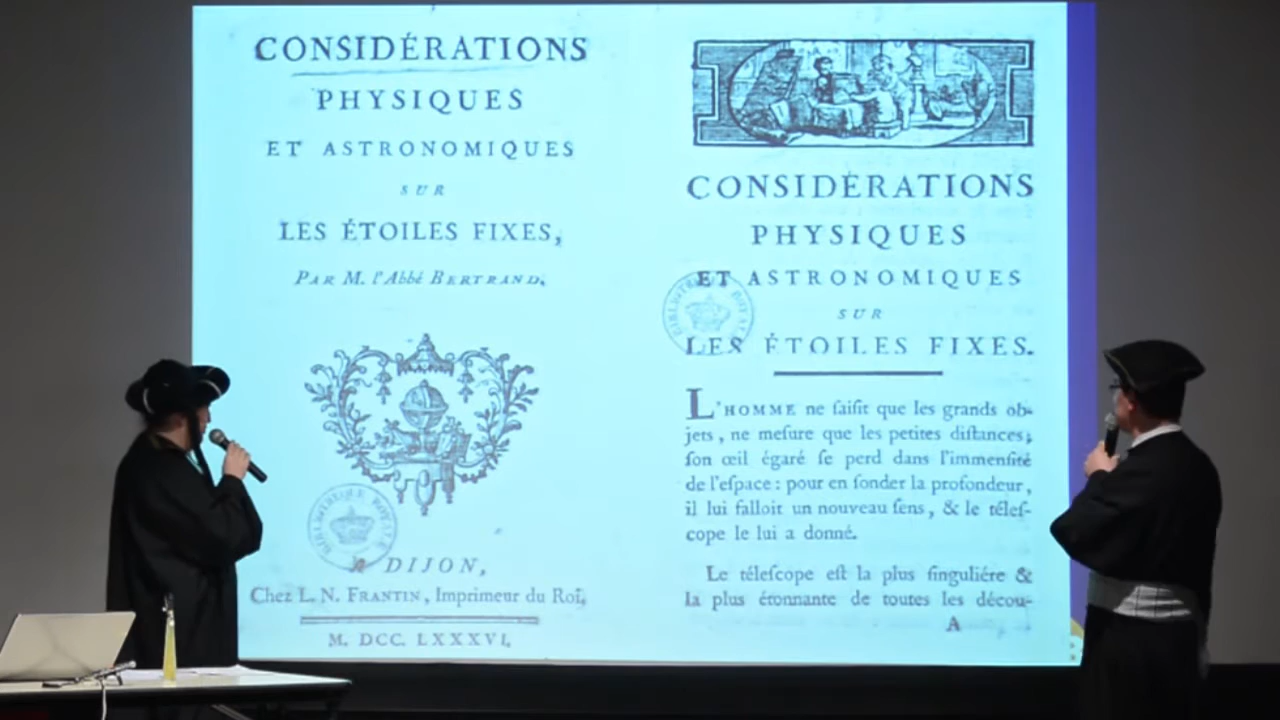 CONSIDÉRATIONS
PHYSIQUES
ET ASTRONOMIQUES
SUR
LES ÉTOILES FIXES,
PAR M. l'Abbé BERTRAND.
BIBLIOTHEQUE ROYALE
A DIJON,
Chez L. N. FRANTIN, Imprimeur du Roi,
M. DCC. LXXXVI.
CONSIDÉRATIONS
PHYSIQUES
ET ASTRONOMIQUES
SUR
LES ÉTOILES FIXES.
L'HOMME ne ſaiſit que les grands ob-
jets, ne meſure que les petites diſtances;
ſon œil égaré ſe perd dans l'immenſité
de l'eſpace : pour en ſonder la profondeur,
il lui falloit un nouveau ſens, & le téleſ-
cope le lui a donné.
Le téleſcope eſt la plus ſinguliére &
la plus étonnante de toutes les décou-
A